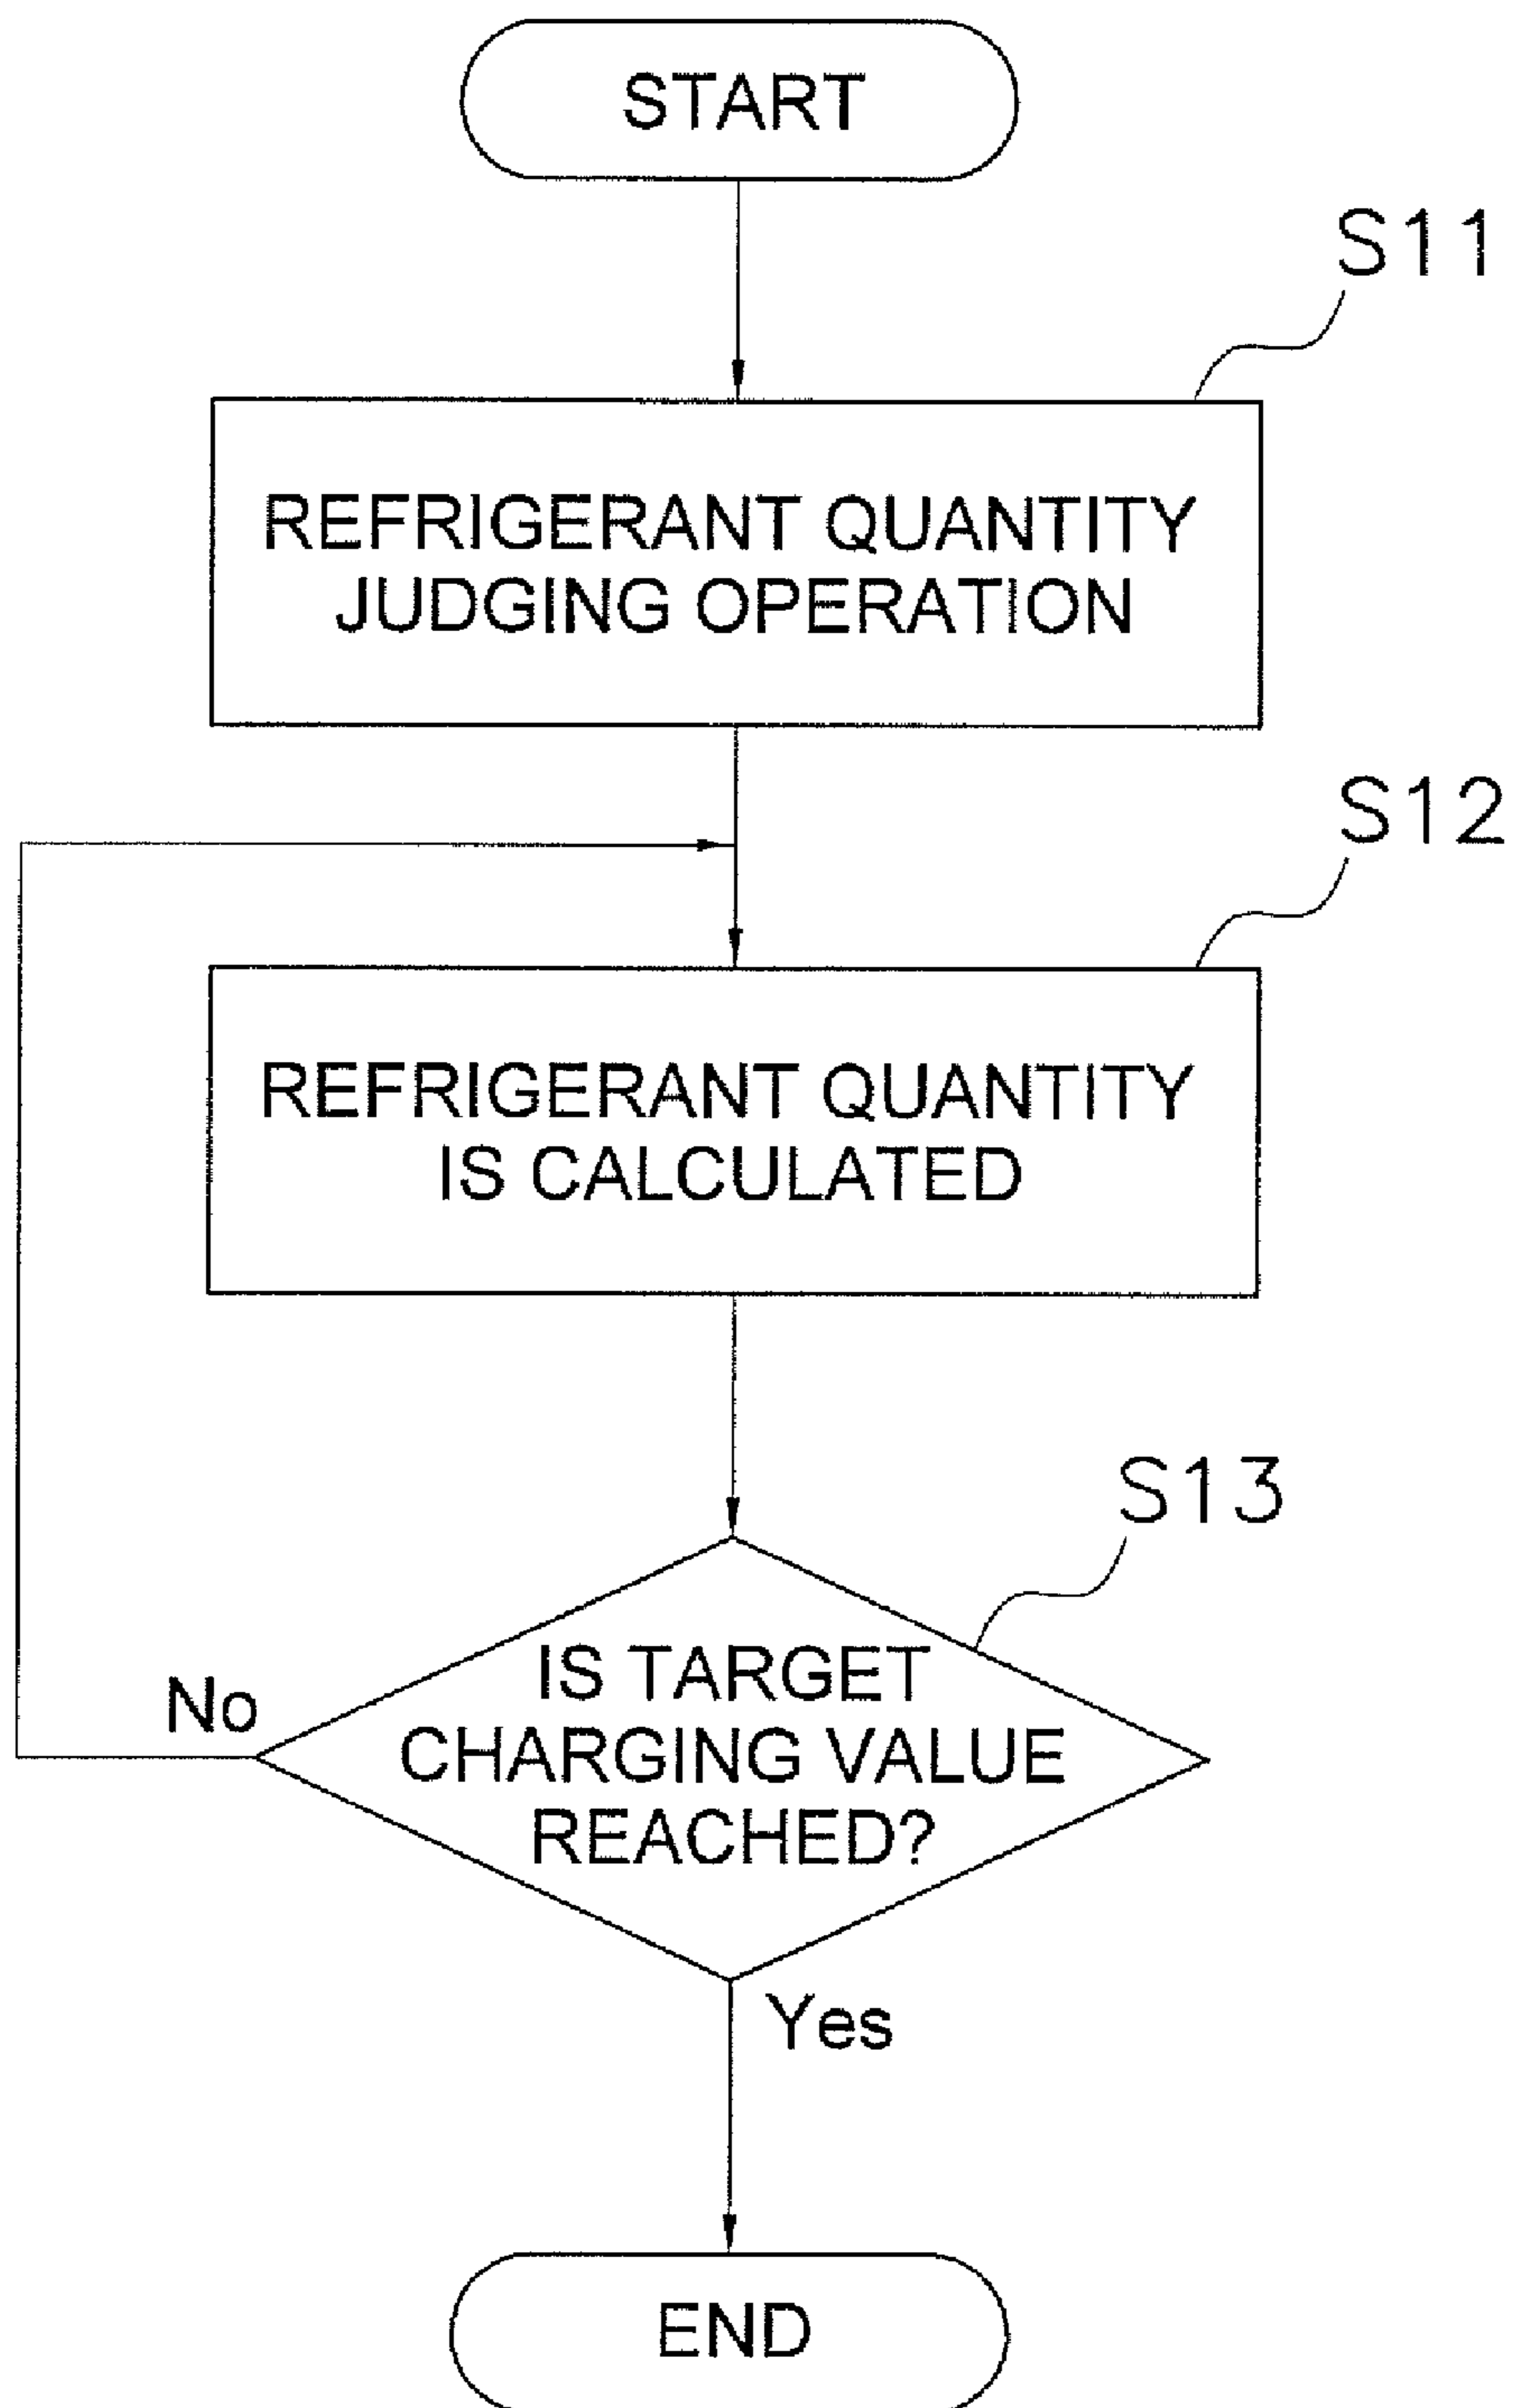 START
S11
REFRIGERANT QUANTITY
JUDGING OPERATION
S12
REFRIGERANT QUANTITY
IS CALCULATED
S13
IS TARGET
CHARGING VALUE
REACHED?
No
Yes
END